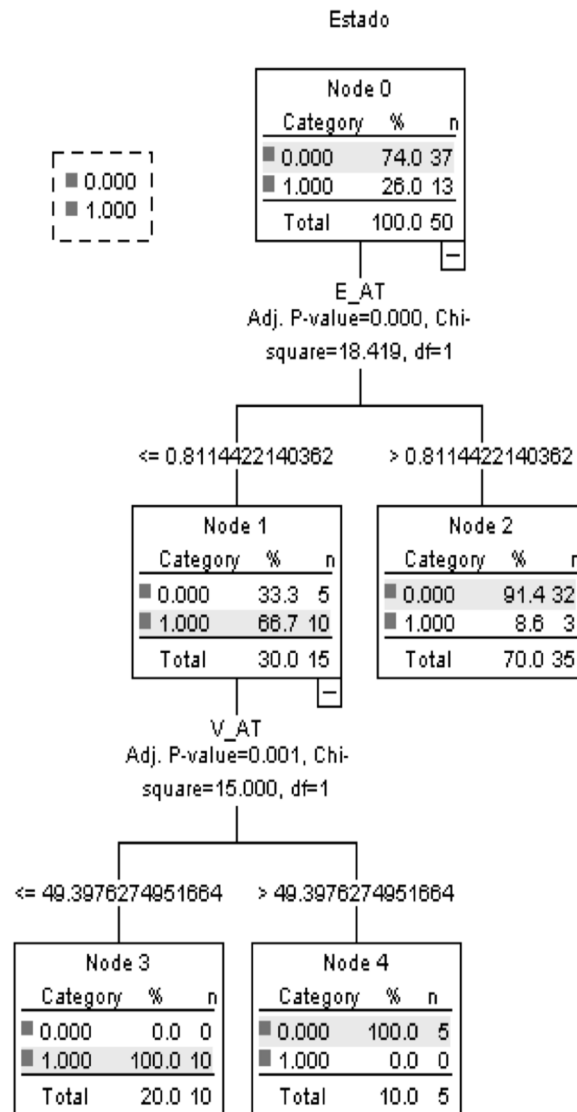 Estado
0.000
1.000
Node 0
Category % n
0.000 74.0 37
1.000 26.0 13
Total 100.0 50
E_AT
Adj. P-value=0.000, Chi-
square=18.419, df=1
<= 0.8114422140362
> 0.8114422140362
Node 1
Category % n
0.000 33.3 5
1.000 66.7 10
Total 30.0 15
Node 2
Category % n
0.000 91.4 32
1.000 8.6 3
Total 70.0 35
V_AT
Adj. P-value=0.001, Chi-
square=15.000, df=1
<= 49.3976274951664
> 49.3976274951664
Node 3
Category % n
0.000 0.0 0
1.000 100.0 10
Total 20.0 10
Node 4
Category % n
0.000 100.0 5
1.000 0.0 0
Total 10.0 5